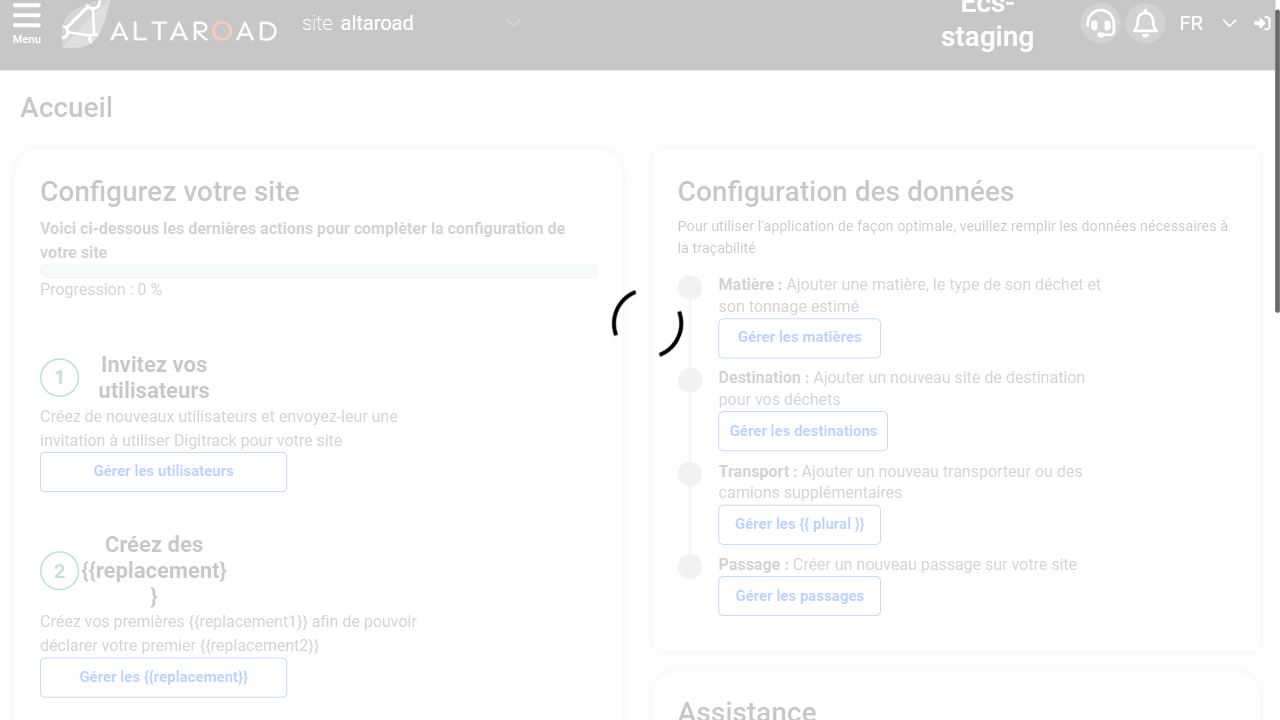 Menu
ALTAROAD
site altaroad
Ecs-
staging
FR
Accueil
Configurez votre site
Voici ci-dessous les dernières actions pour complèter la configuration de
votre site
Progression : 0 %
1
Invitez vos
utilisateurs
Créez de nouveaux utilisateurs et envoyez-leur une
invitation à utiliser Digitrack pour votre site
Gérer les utilisateurs
2
Créez des
{{replacement}
}
Créez vos premières {{replacement1}} afin de pouvoir
déclarer votre premier {{replacement2}}
Gérer les {{replacement}}
Configuration des données
Pour utiliser l'application de façon optimale, veuillez remplir les données nécessaires à
la traçabilité
Matière : Ajouter une matière, le type de son déchet et
son tonnage estimé
Gérer les matières
Destination : Ajouter un nouveau site de destination
pour vos déchets
Gérer les destinations
Transport : Ajouter un nouveau transporteur ou des
camions supplémentaires
Gérer les {{ plural }}
Passage : Créer un nouveau passage sur votre site
Gérer les passages
Assistance